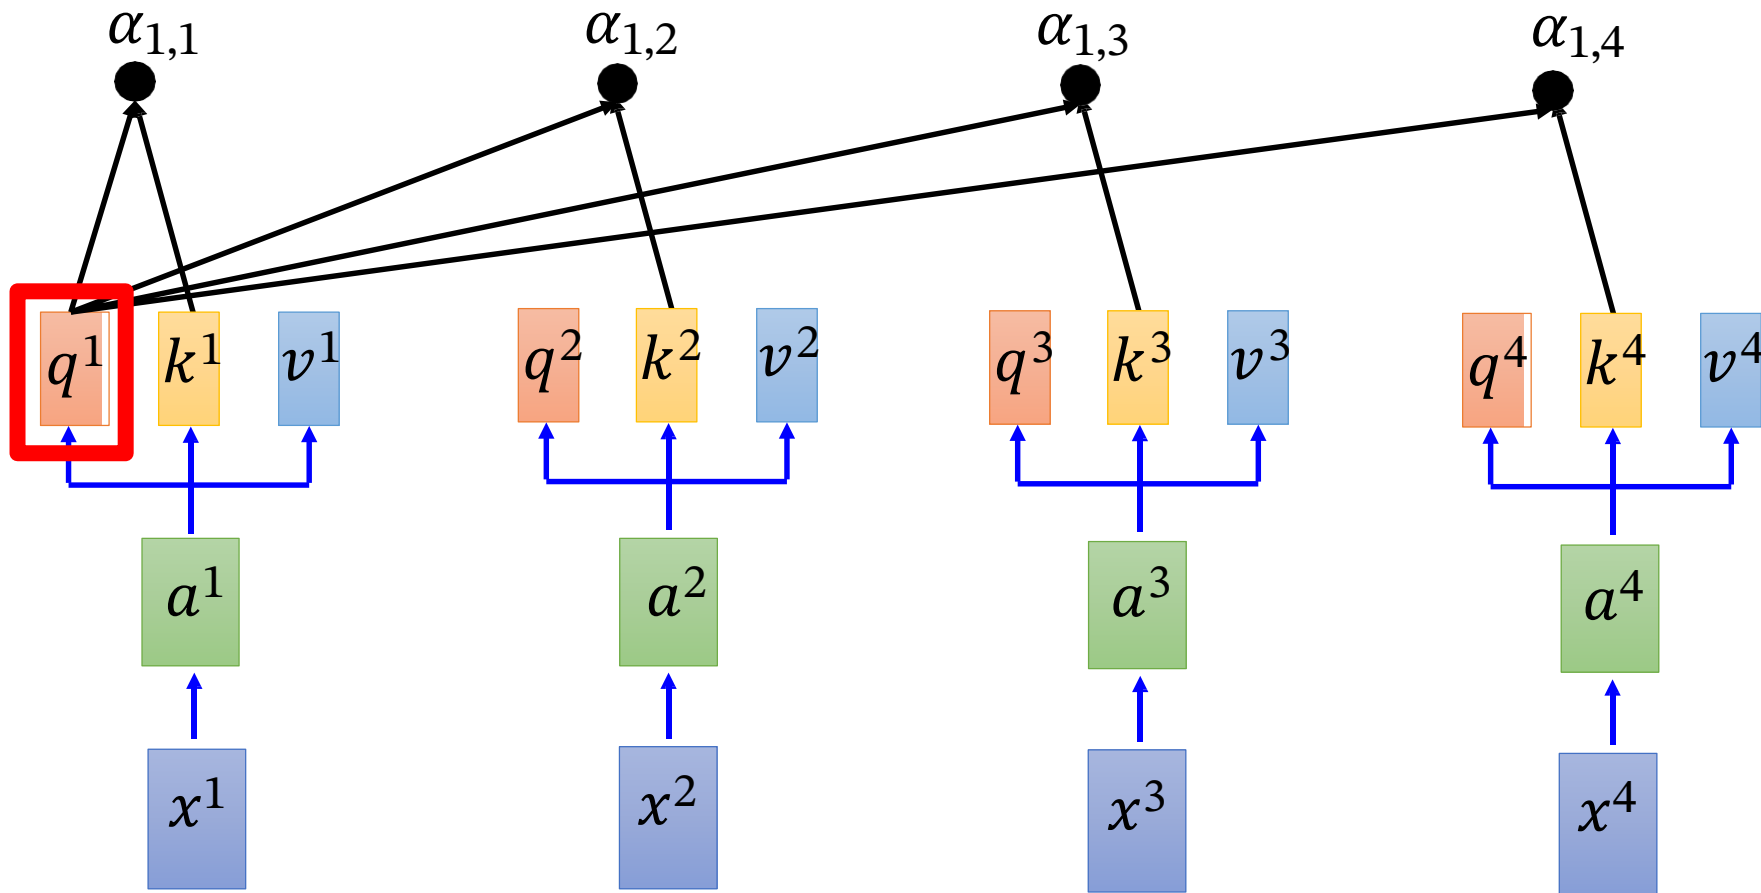 α₁,₁ α₁,₂ α₁,₃ α₁,₄
q¹ k¹ v¹ q² k² v² q³ k³ v³ q⁴ k⁴ v⁴
a¹ a² a³ a⁴
x¹ x² x³ x⁴